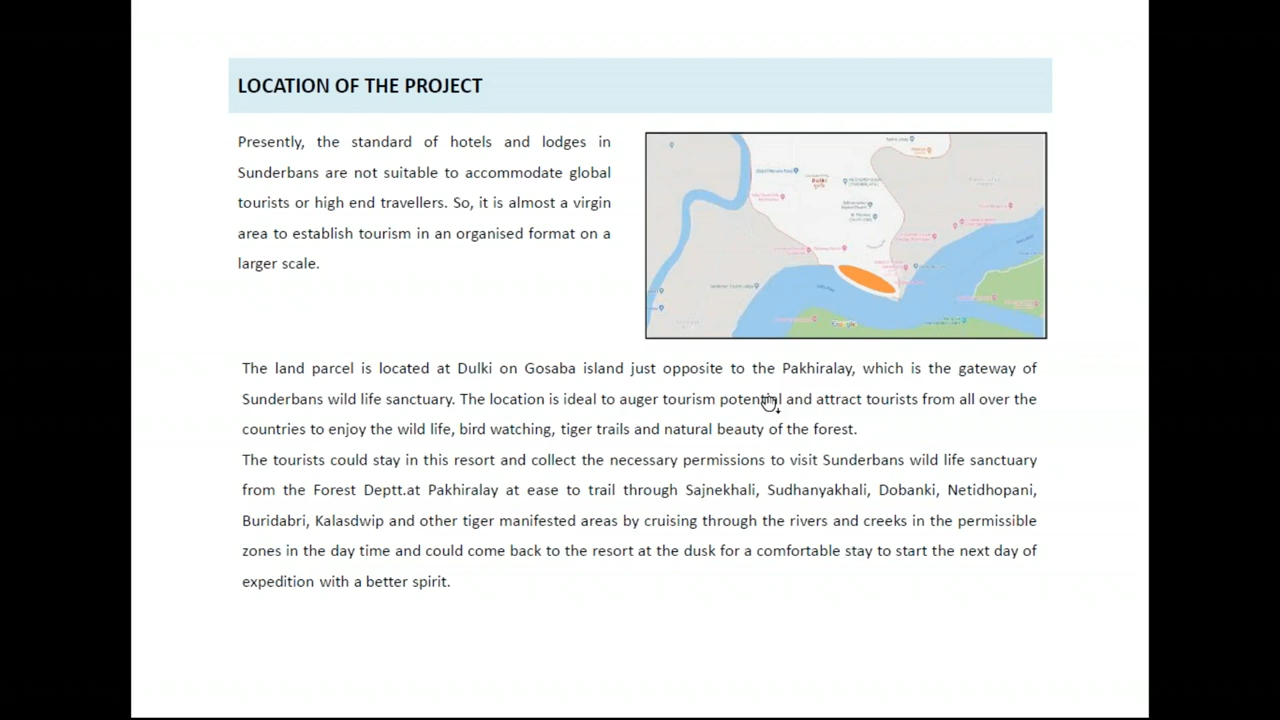 LOCATION OF THE PROJECT
Presently, the standard of hotels and lodges in
Sunderbans are not suitable to accommodate global
tourists or high end travellers. So, it is almost a virgin
area to establish tourism in an organised format on a
larger scale.
Dulki
Google
The land parcel is located at Dulki on Gosaba island just opposite to the Pakhiralay, which is the gateway of
Sunderbans wild life sanctuary. The location is ideal to auger tourism potential and attract tourists from all over the
countries to enjoy the wild life, bird watching, tiger trails and natural beauty of the forest.
The tourists could stay in this resort and collect the necessary permissions to visit Sunderbans wild life sanctuary
from the Forest Deptt.at Pakhiralay at ease to trail through Sajnekhali, Sudhanyakhali, Dobanki, Netidhopani,
Buridabri, Kalasdwip and other tiger manifested areas by cruising through the rivers and creeks in the permissible
zones in the day time and could come back to the resort at the dusk for a comfortable stay to start the next day of
expedition with a better spirit.